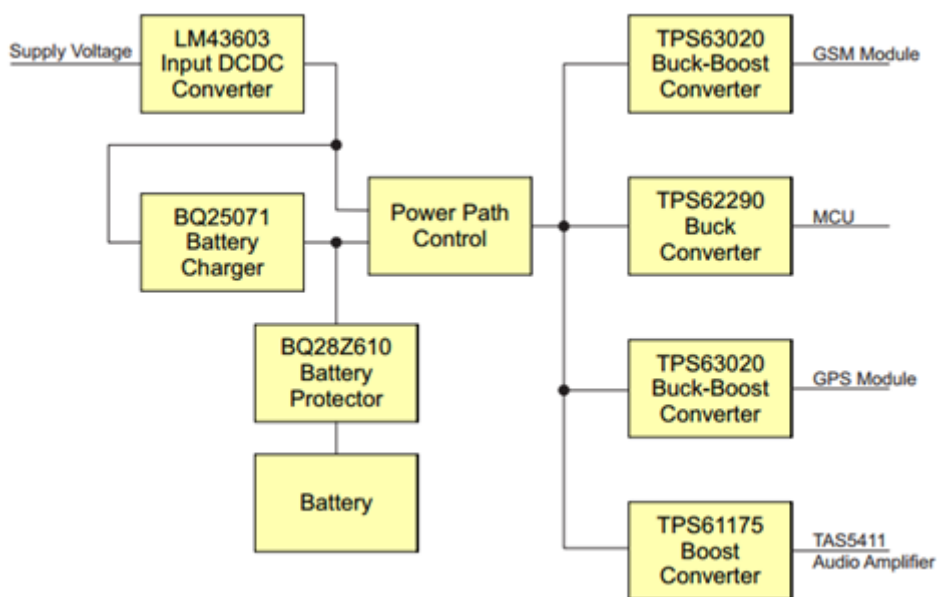 Supply Voltage
LM43603
Input DCDC
Converter
TPS63020
Buck-Boost
Converter
GSM Module
BQ25071
Battery
Charger
Power Path
Control
TPS62290
Buck
Converter
MCU
BQ28Z610
Battery
Protector
TPS63020
Buck-Boost
Converter
GPS Module
Battery
TPS61175
Boost
Converter
TAS5411
Audio Amplifier